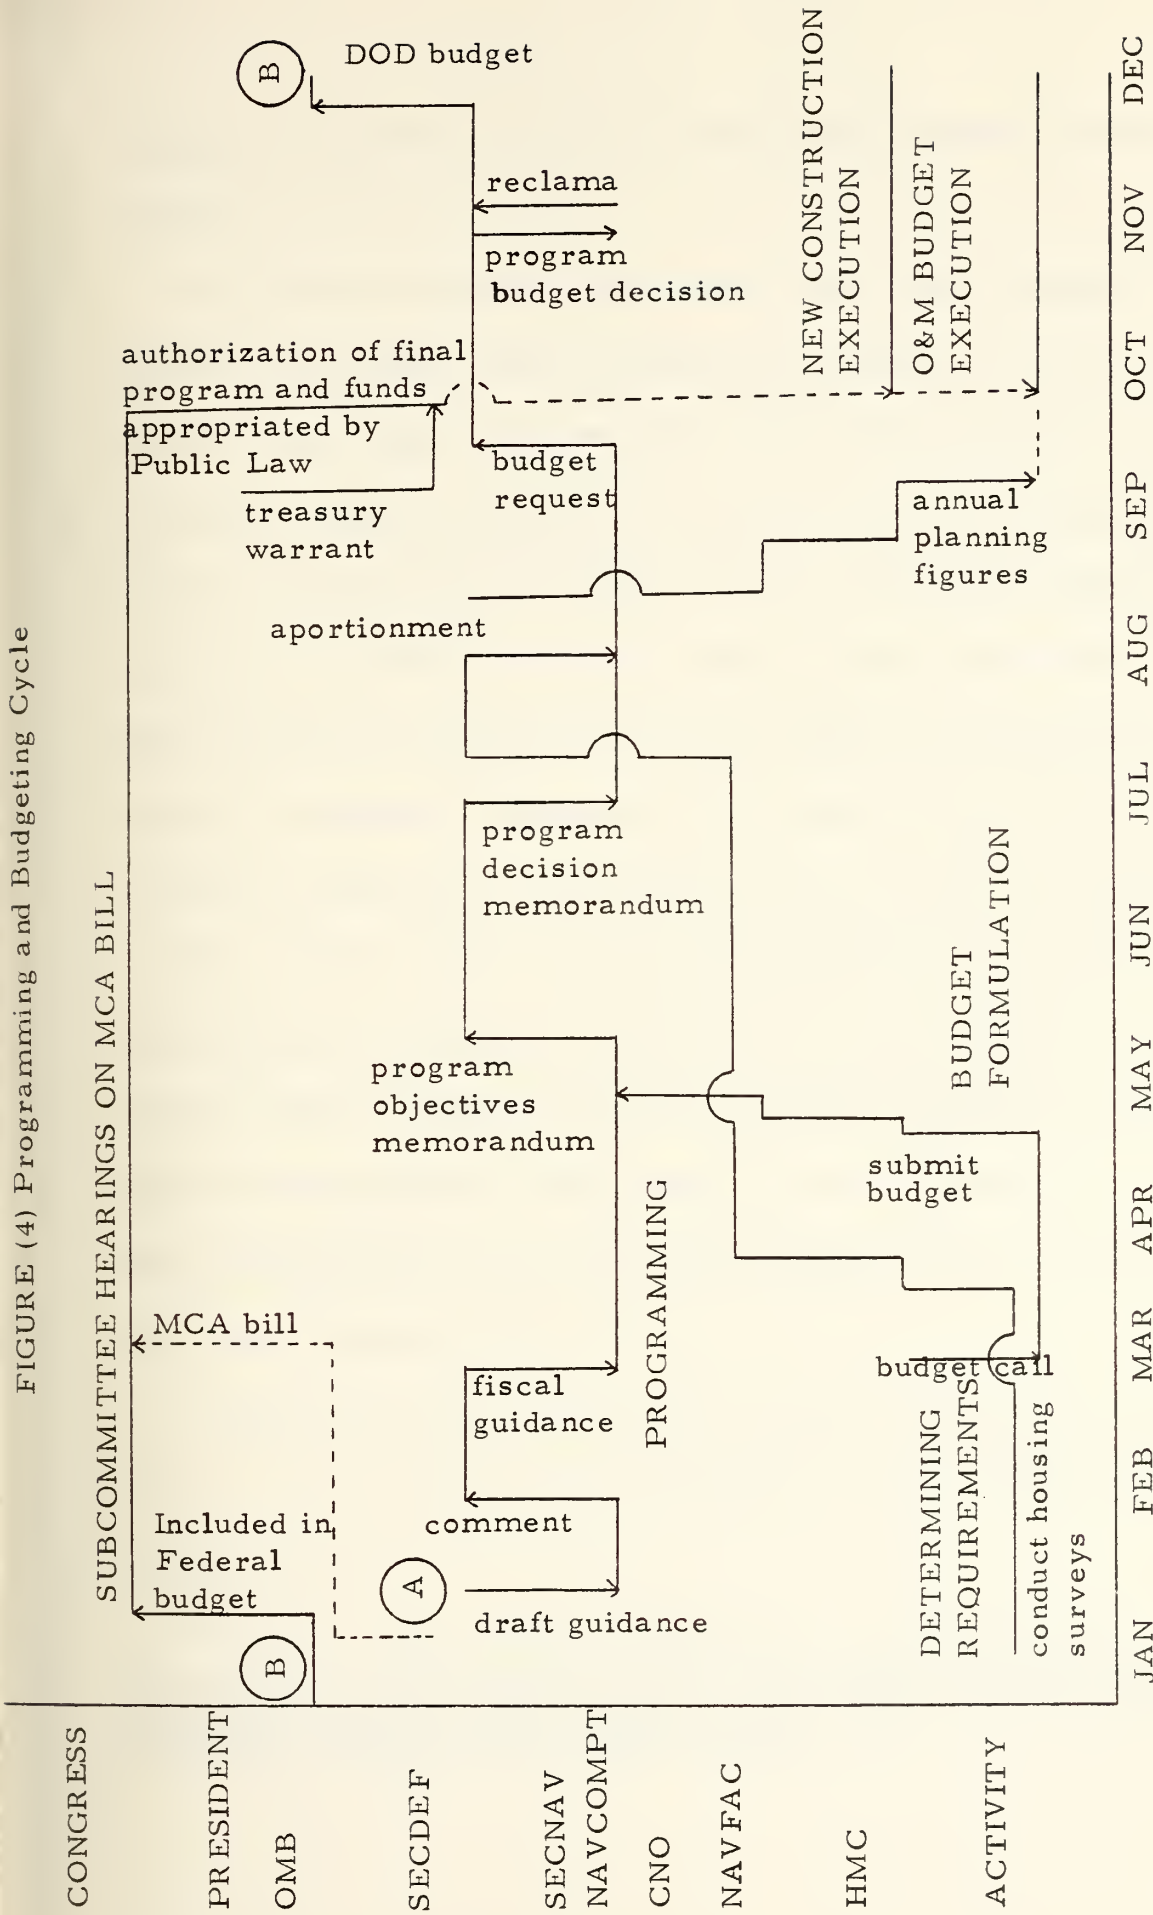 FIGURE (4) Programming and Budgeting Cycle
CONGRESS
PRESIDENT
OMB
SECDEF
SECNAV
NAVCOMPT
CNO
NAVFAC
HMC
ACTIVITY
JAN
FEB
MAR
APR
MAY
JUN
JUL
AUG
SEP
OCT
NOV
DEC
SUBCOMMITTEE HEARINGS ON MCA BILL
B
DOD budget
reclama
program
budget decision
NEW CONSTRUCTION
EXECUTION
O&M BUDGET
EXECUTION
authorization of final
program and funds
appropriated by
Public Law
treasury
warrant
budget
request
annual
planning
figures
aportionment
program
decision
memorandum
BUDGET
FORMULATION
program
objectives
memorandum
submit
budget
PROGRAMMING
MCA bill
fiscal
guidance
budget call
DETERMINING
REQUIREMENTS
conduct housing
surveys
Included in
Federal
budget
comment
A
draft guidance
B